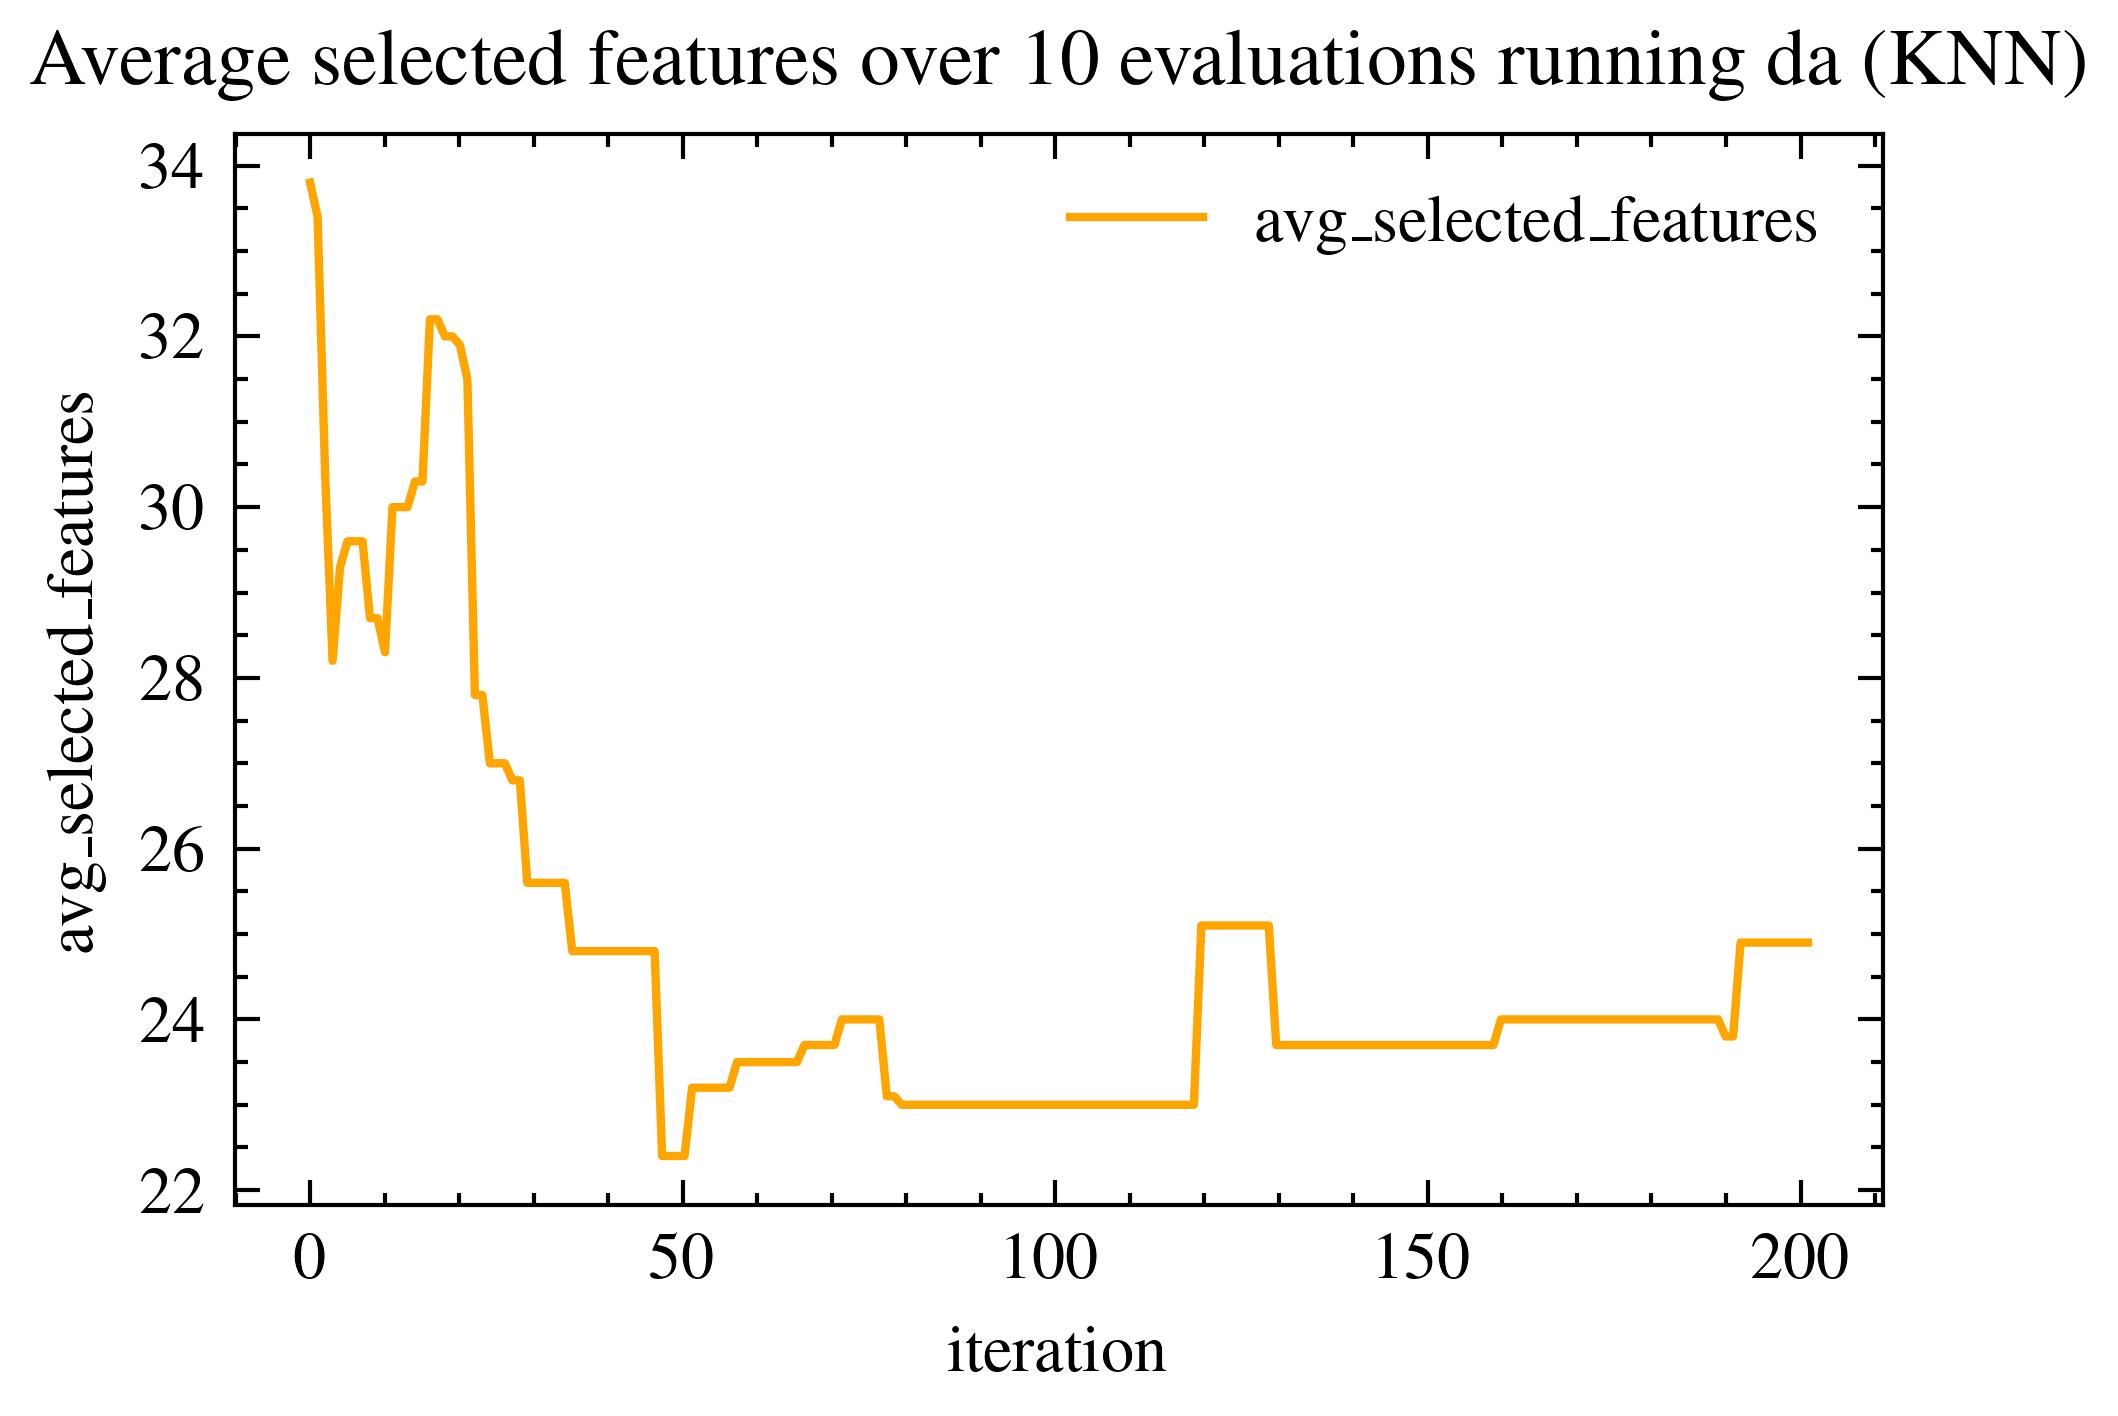 Average selected features over 10 evaluations running da (KNN)
avg_selected_features
34
32
30
28
26
24
22
avg_selected_features
0 50 100 150 200
iteration